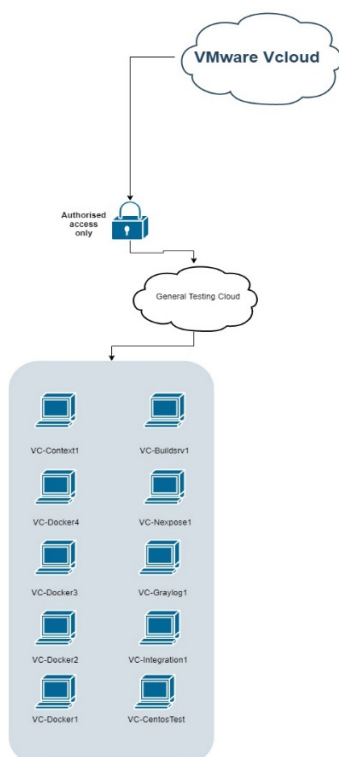 VMware Vcloud
Authorised
access
only
General Testing Cloud
VC-Context1
VC-Buildsrv1
VC-Docker4
VC-Nexpose1
VC-Docker3
VC-Graylog1
VC-Docker2
VC-Integration1
VC-Docker1
VC-CentosTest